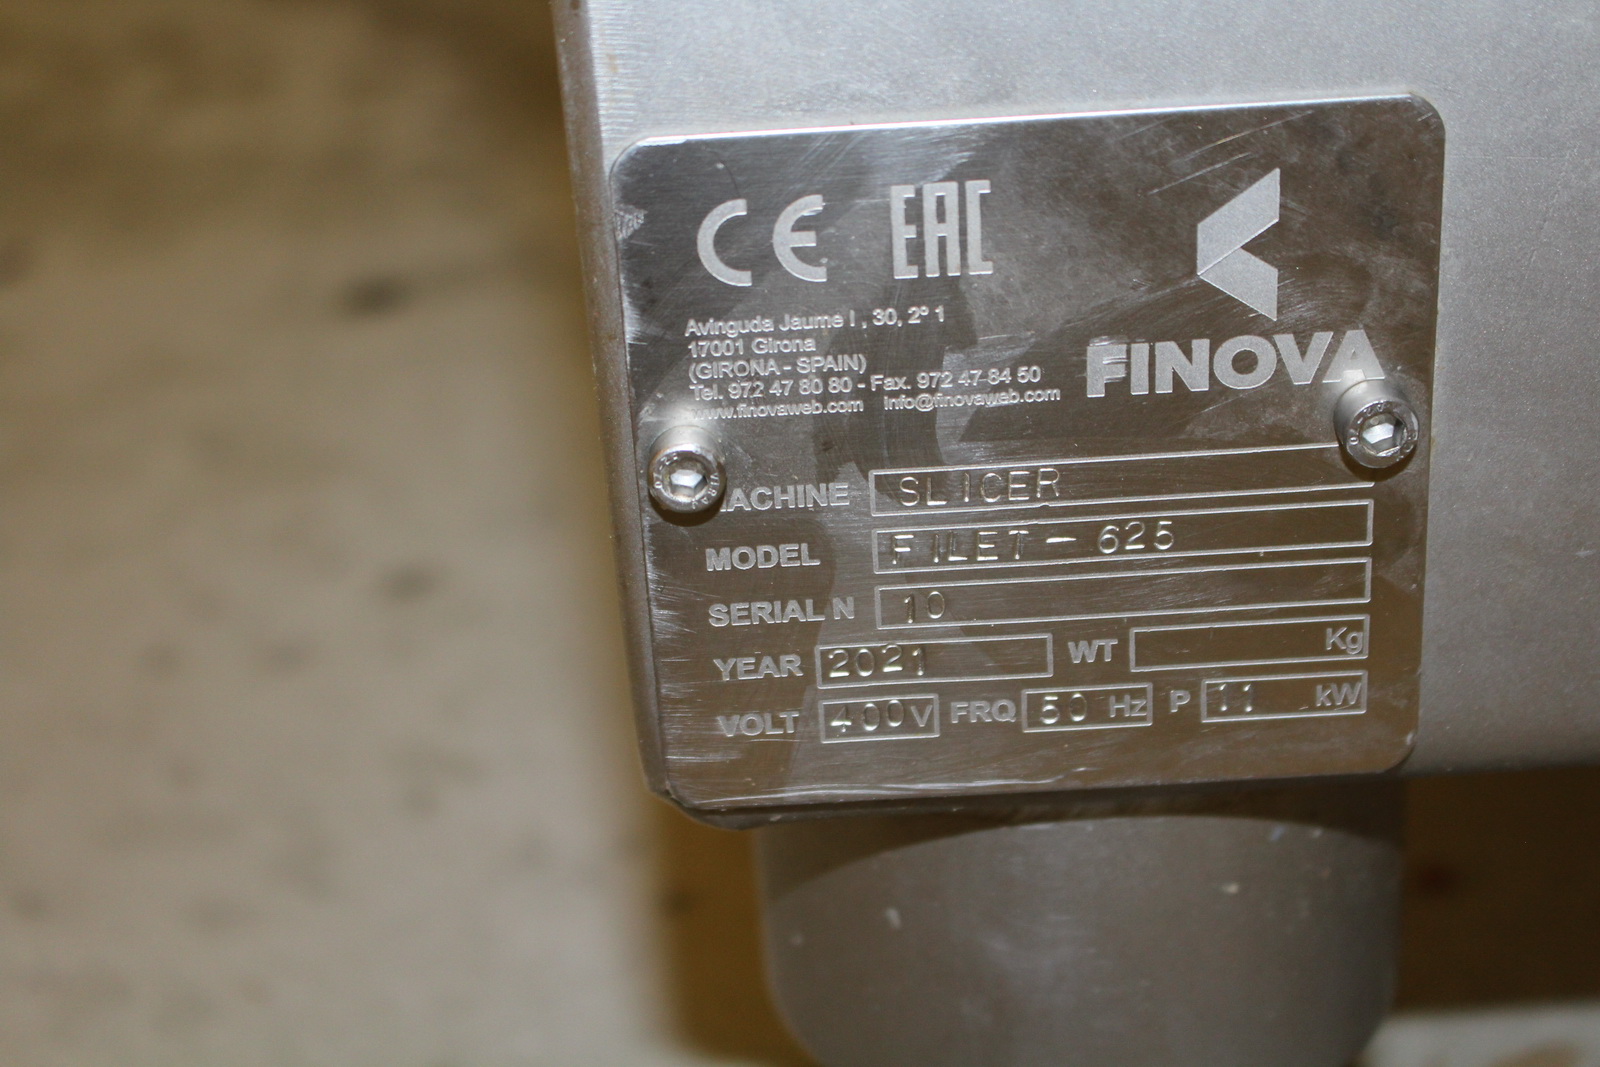 CE EAC
Avinguda Jaume I , 30, 2º 1
17001 Girona
(GIRONA - SPAIN)
Tel. 972 47 80 80 - Fax. 972 47 84 50
www.finovaweb.com info@finovaweb.com
FINOVA
MACHINE SLICER
MODEL FILET-625
SERIAL N 10
YEAR 2021 WT Kg
VOLT 400V FRQ 50 Hz P 11 kW